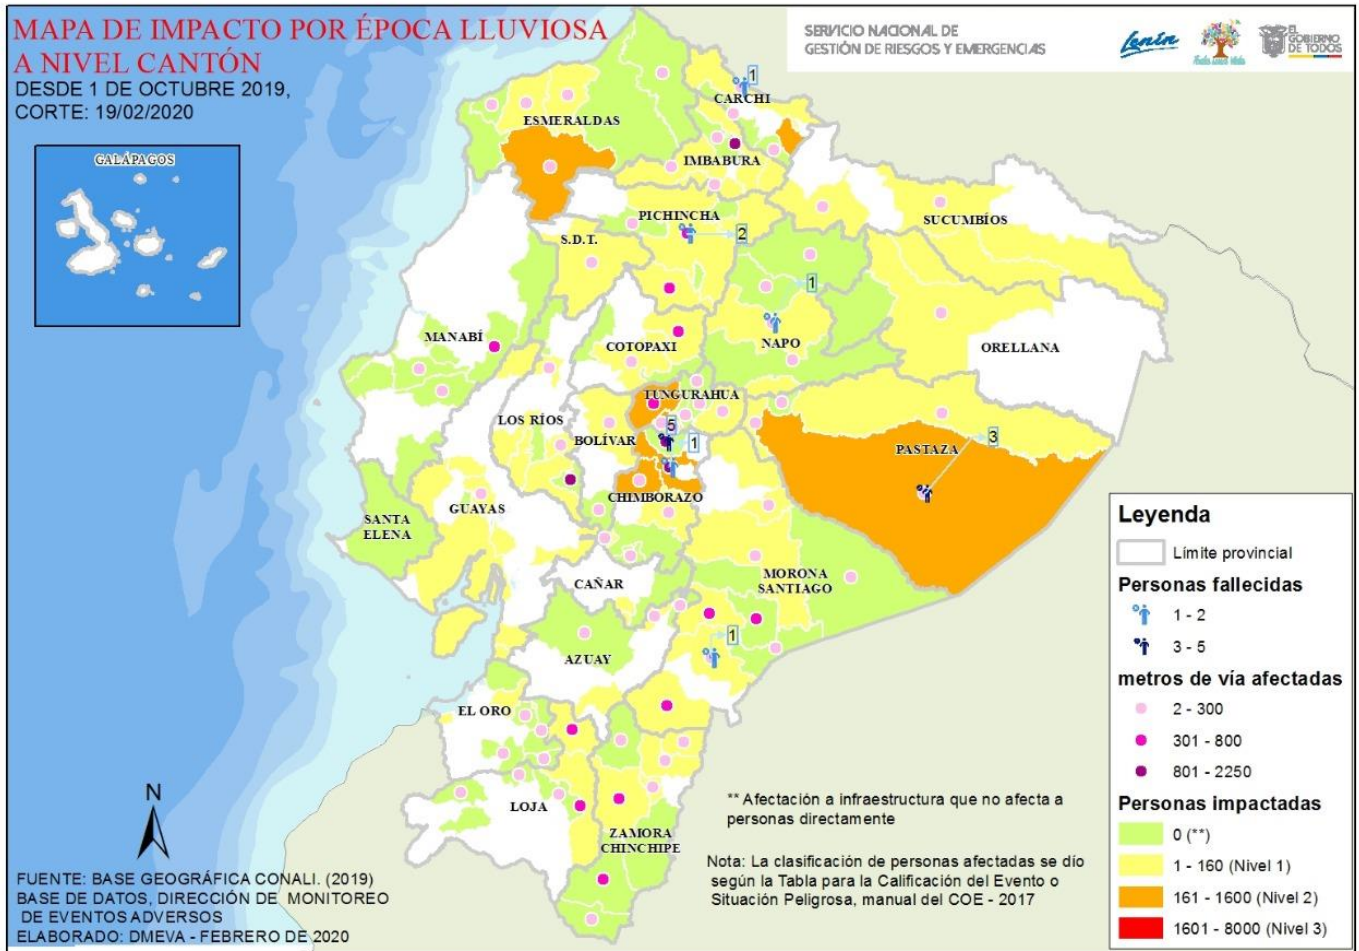 MAPA DE IMPACTO POR ÉPOCA LLUVIOSA
A NIVEL CANTÓN
DESDE 1 DE OCTUBRE 2019,
CORTE: 19/02/2020
SERVICIO NACIONAL DE
GESTIÓN DE RIESGOS Y EMERGENCIAS
Lenín
EL
GOBIERNO
DE TODOS
GALÁPAGOS
1
CARCHI
ESMERALDAS
IMBABURA
PICHINCHA
SUCUMBÍOS
2
S.D.T.
1
MANABÍ
COTOPAXI
NAPO
ORELLANA
TUNGURAHUA
LOS RÍOS
5
BOLÍVAR
1
3
PASTAZA
CHIMBORAZO
GUAYAS
SANTA
ELENA
CAÑAR
MORONA
SANTIAGO
1
AZUAY
EL ORO
LOJA
ZAMORA
CHINCHIPE
N
** Afectación a infraestructura que no afecta a
personas directamente
Nota: La clasificación de personas afectadas se dío
según la Tabla para la Calificación del Evento o
Situación Peligrosa, manual del COE - 2017
FUENTE: BASE GEOGRÁFICA CONALI. (2019)
BASE DE DATOS, DIRECCIÓN DE MONITOREO
DE EVENTOS ADVERSOS
ELABORADO: DMEVA - FEBRERO DE 2020
Leyenda
Límite provincial
Personas fallecidas
1 - 2
3 - 5
metros de vía afectadas
2 - 300
301 - 800
801 - 2250
Personas impactadas
0 (**)
1 - 160 (Nivel 1)
161 - 1600 (Nivel 2)
1601 - 8000 (Nivel 3)